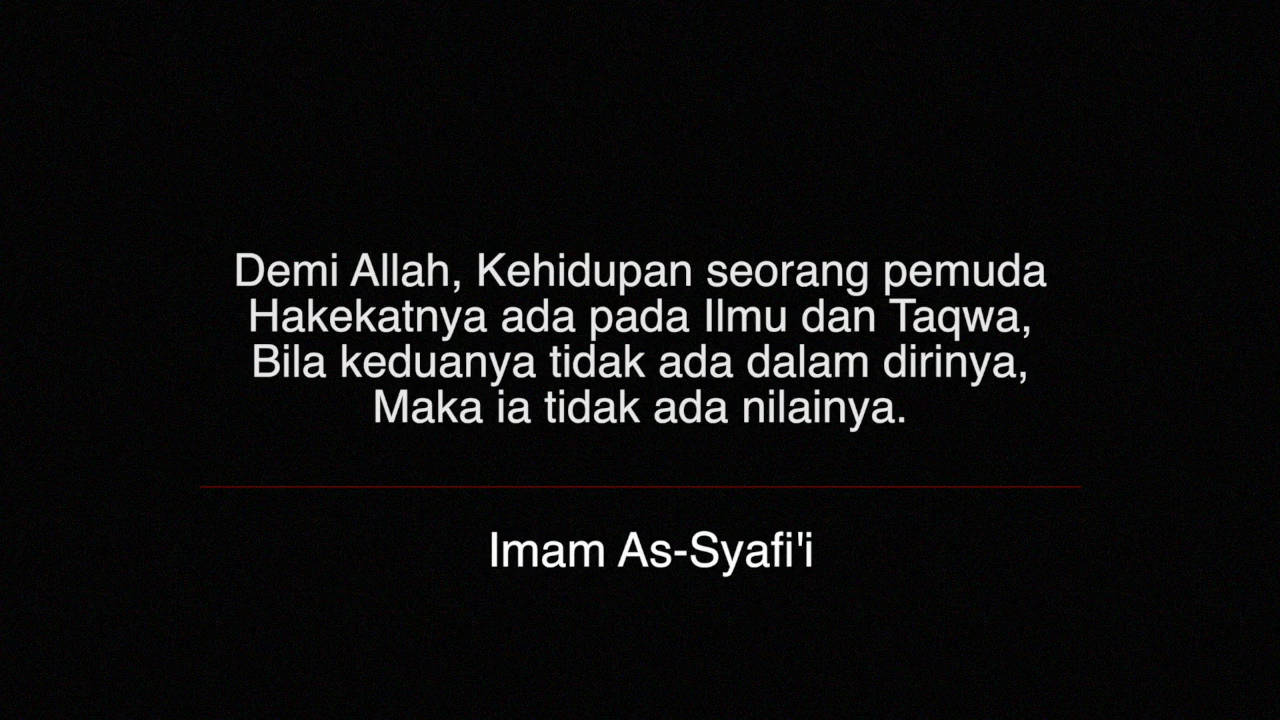 Demi Allah, Kehidupan seorang pemuda
Hakekatnya ada pada Ilmu dan Taqwa,
Bila keduanya tidak ada dalam dirinya,
Maka ia tidak ada nilainya.
Imam As-Syafi'i